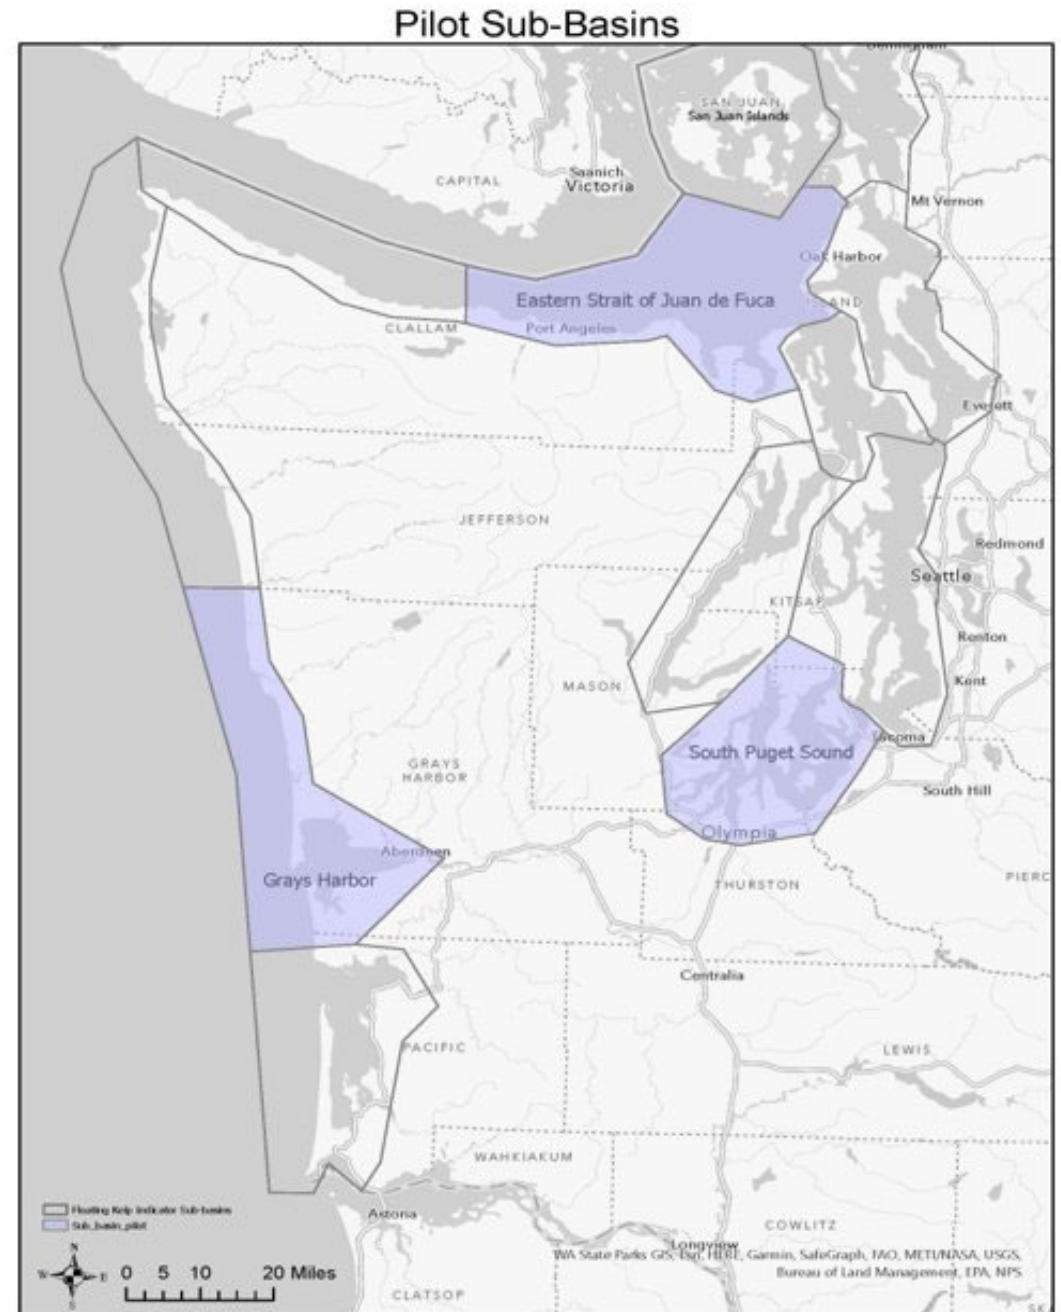 Pilot Sub-Basins
SAN JUAN
San Juan Islands
Saanich
Victoria
CAPITAL
Mt Vernon
Oak Harbor
Eastern Strait of Juan de Fuca
ISLAND
CLALLAM
Port Angeles
Everett
JEFFERSON
Redmond
Seattle
KITSAP
Renton
Kent
MASON
Tacoma
South Puget Sound
GRAYS
HARBOR
South Hill
Olympia
Aberdeen
Grays Harbor
THURSTON
PIERC
Centralia
PACIFIC
LEWIS
WAHKIAKUM
Floating Kelp Indicator Sub-basins
Astoria
Sub_basin_pilot
COWLITZ
Longview
WA State Parks GIS, Esri, HERE, Garmin, SafeGraph, FAO, METI/NASA, USGS,
Bureau of Land Management, EPA, NPS
N
W E
S
0 5 10 20 Miles
CLATSOP
SK